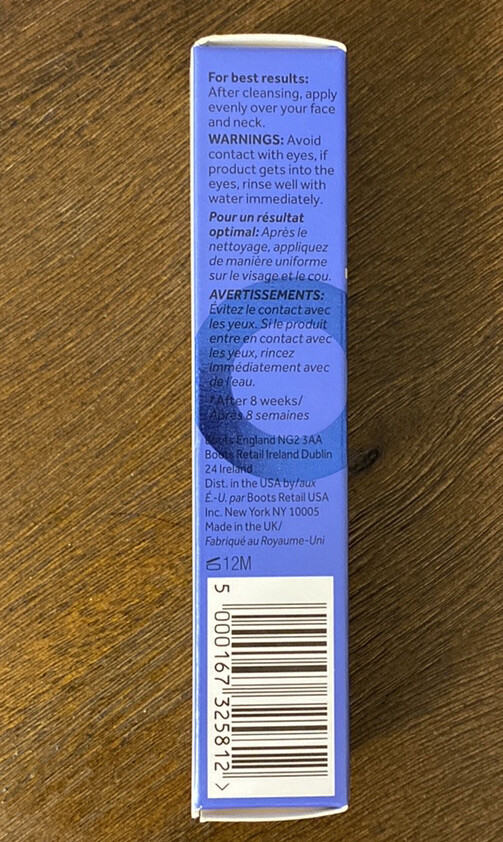 For best results:
After cleansing, apply
evenly over your face
and neck.
WARNINGS: Avoid
contact with eyes, if
product gets into the
eyes, rinse well with
water immediately.
Pour un résultat
optimal: Après le
nettoyage, appliquez
de manière uniforme
sur le visage et le cou.
AVERTISSEMENTS:
Évitez le contact avec
les yeux. Si le produit
entre en contact avec
les yeux, rincez
immédiatement avec
de l'eau.
†After 8 weeks/
Après 8 semaines
Boots England NG2 3AA
Boots Retail Ireland Dublin
24 Ireland
Dist. in the USA by/aux
É.-U. par Boots Retail USA
Inc. New York NY 10005
Made in the UK/
Fabriqué au Royaume-Uni
12M
5 000167 325812 >